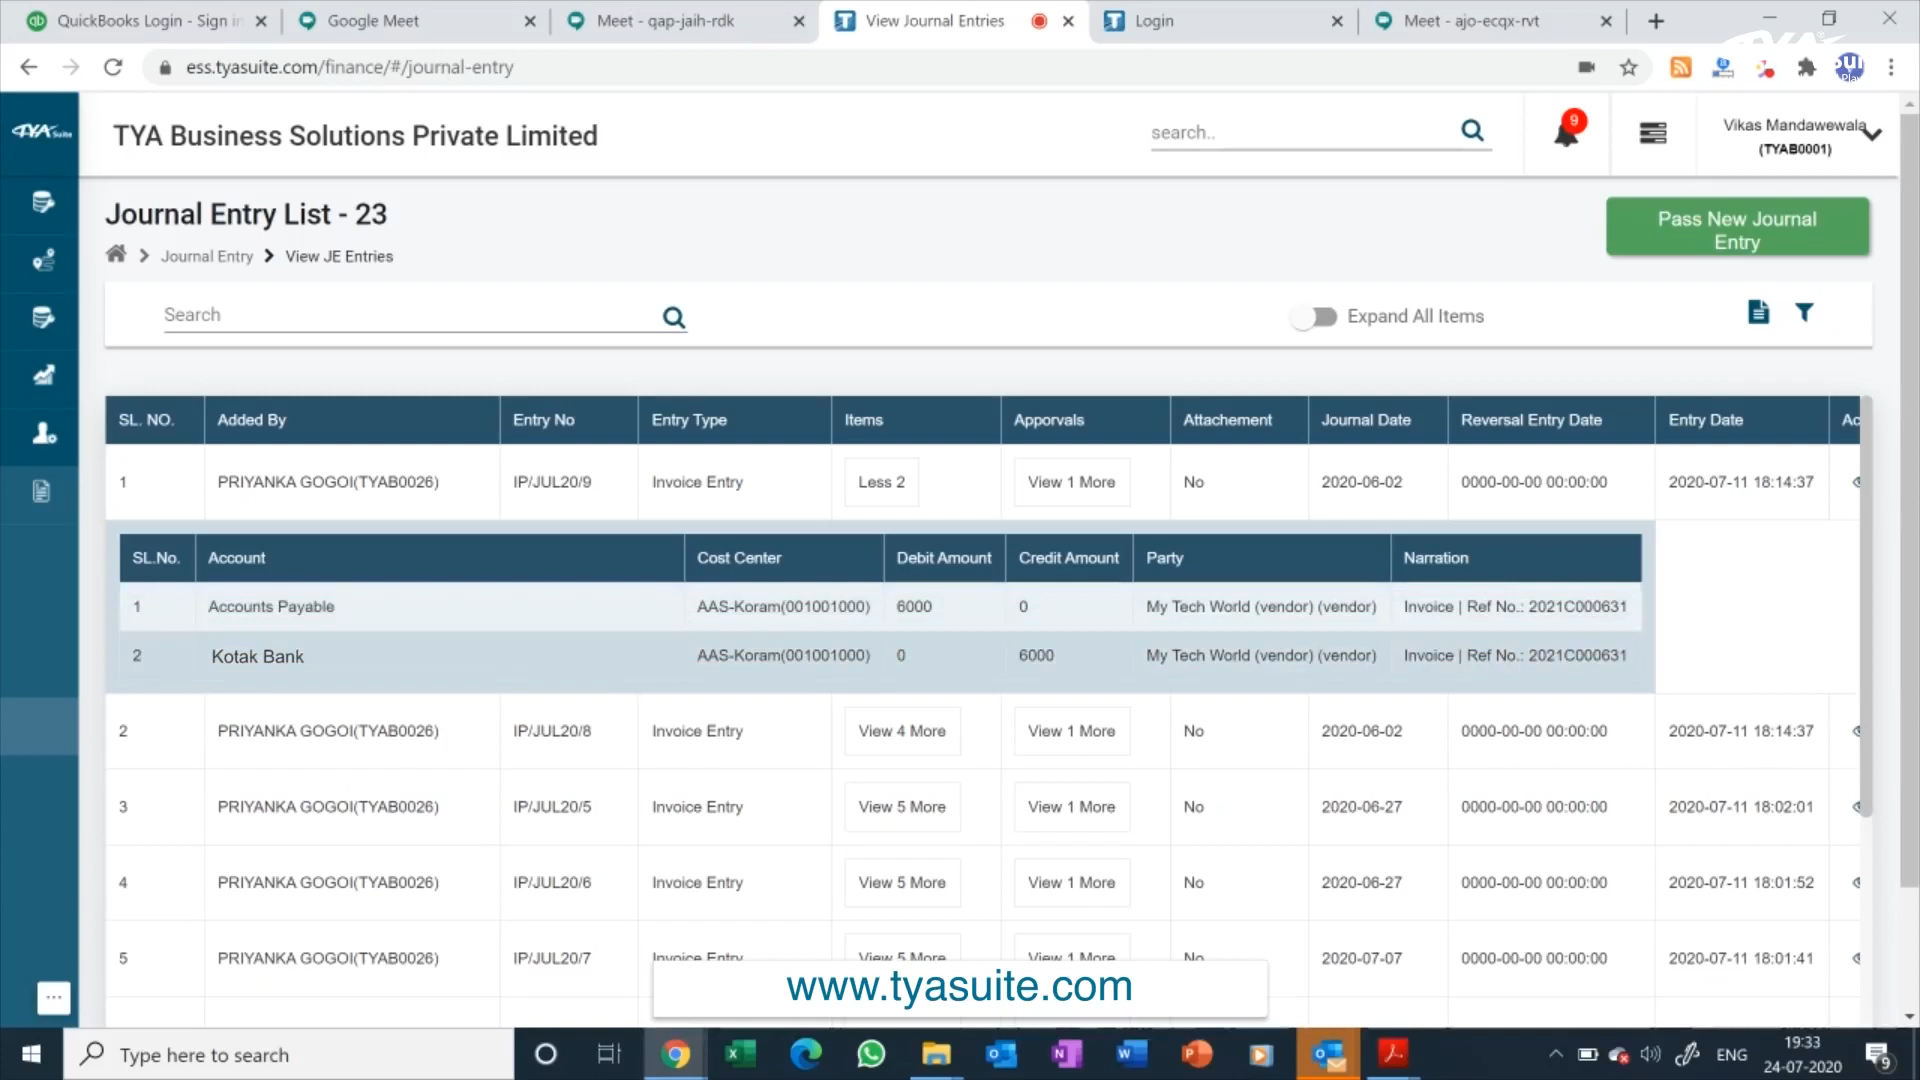 QuickBooks Login - Sign in
Google Meet
Meet - qap-jaih-rdk
View Journal Entries
Login
Meet - ajo-ecqx-rvt
ess.tyasuite.com/finance/#/journal-entry
TYA Suite
TYA Business Solutions Private Limited
search..
9
Vikas Mandawewala
(TYAB0001)
Journal Entry List - 23
Journal Entry
View JE Entries
Pass New Journal
Entry
Search
Expand All Items
SL. NO. Added By Entry No Entry Type Items Apporvals Attachement Journal Date Reversal Entry Date Entry Date Ac
1 PRIYANKA GOGOI(TYAB0026) IP/JUL20/9 Invoice Entry Less 2 View 1 More No 2020-06-02 0000-00-00 00:00:00 2020-07-11 18:14:37
SL.No. Account Cost Center Debit Amount Credit Amount Party Narration
1 Accounts Payable AAS-Koram(001001000) 6000 0 My Tech World (vendor) (vendor) Invoice | Ref No.: 2021C000631
2 Kotak Bank AAS-Koram(001001000) 0 6000 My Tech World (vendor) (vendor) Invoice | Ref No.: 2021C000631
2 PRIYANKA GOGOI(TYAB0026) IP/JUL20/8 Invoice Entry View 4 More View 1 More No 2020-06-02 0000-00-00 00:00:00 2020-07-11 18:14:37
3 PRIYANKA GOGOI(TYAB0026) IP/JUL20/5 Invoice Entry View 5 More View 1 More No 2020-06-27 0000-00-00 00:00:00 2020-07-11 18:02:01
4 PRIYANKA GOGOI(TYAB0026) IP/JUL20/6 Invoice Entry View 5 More View 1 More No 2020-06-27 0000-00-00 00:00:00 2020-07-11 18:01:52
5 PRIYANKA GOGOI(TYAB0026) IP/JUL20/7 Invoice Entry View 5 More View 1 More No 2020-07-07 0000-00-00 00:00:00 2020-07-11 18:01:41
www.tyasuite.com
Type here to search
ENG
19:33
24-07-2020
9